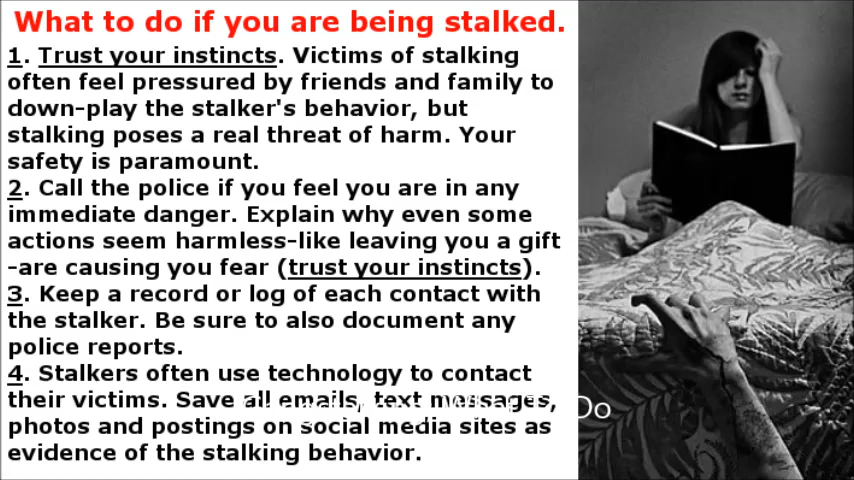 What to do if you are being stalked.
1. Trust your instincts. Victims of stalking
often feel pressured by friends and family to
down-play the stalker's behavior, but
stalking poses a real threat of harm. Your
safety is paramount.
2. Call the police if you feel you are in any
immediate danger. Explain why even some
actions seem harmless-like leaving you a gift
-are causing you fear (trust your instincts).
3. Keep a record or log of each contact with
the stalker. Be sure to also document any
police reports.
4. Stalkers often use technology to contact
their victims. Save all emails, text messages,
photos and postings on social media sites as
evidence of the stalking behavior.
What To Do